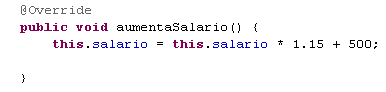 @Override
public void aumentaSalario() {
this.salario = this.salario * 1.15 + 500;
}